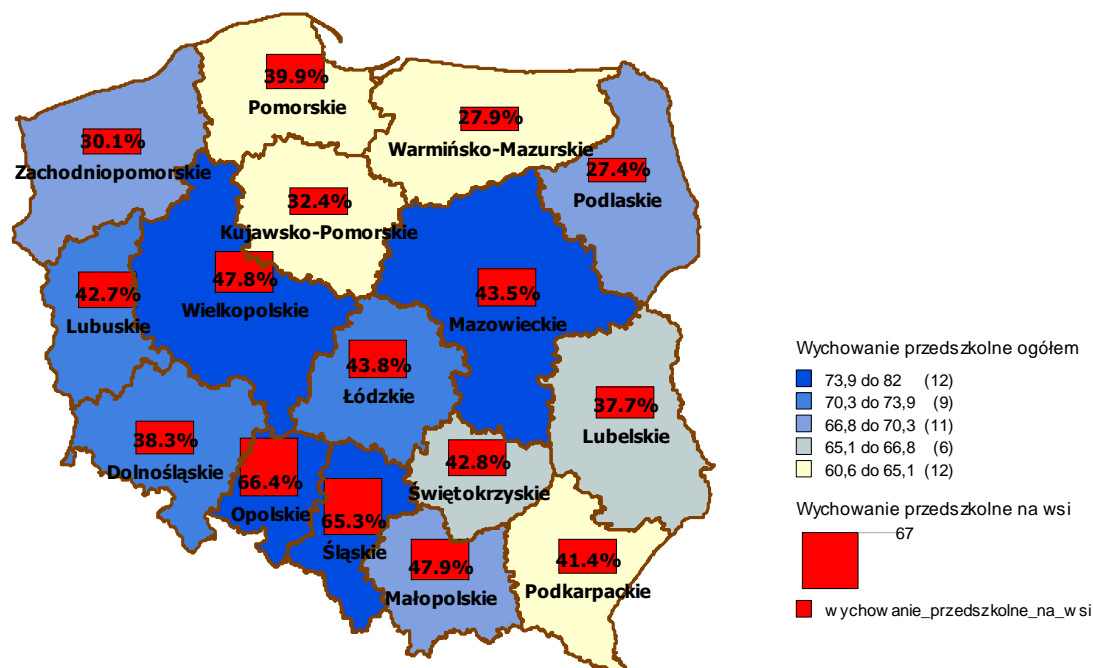 39.9%
Pomorskie
27.9%
Warmińsko-Mazurskie
30.1%
Zachodniopomorskie
27.4%
Podlaskie
32.4%
Kujawsko-Pomorskie
47.8%
Wielkopolskie
43.5%
Mazowieckie
42.7%
Lubuskie
43.8%
Łódzkie
37.7%
Lubelskie
38.3%
Dolnośląskie
66.4%
Opolskie
65.3%
Śląskie
42.8%
Świętokrzyskie
47.9%
Małopolskie
41.4%
Podkarpackie
Wychowanie przedszkolne ogółem
73,9 do 82 (12)
70,3 do 73,9 (9)
66,8 do 70,3 (11)
65,1 do 66,8 (6)
60,6 do 65,1 (12)
Wychowanie przedszkolne na wsi
67
wychowanie_przedszkolne_na_wsi